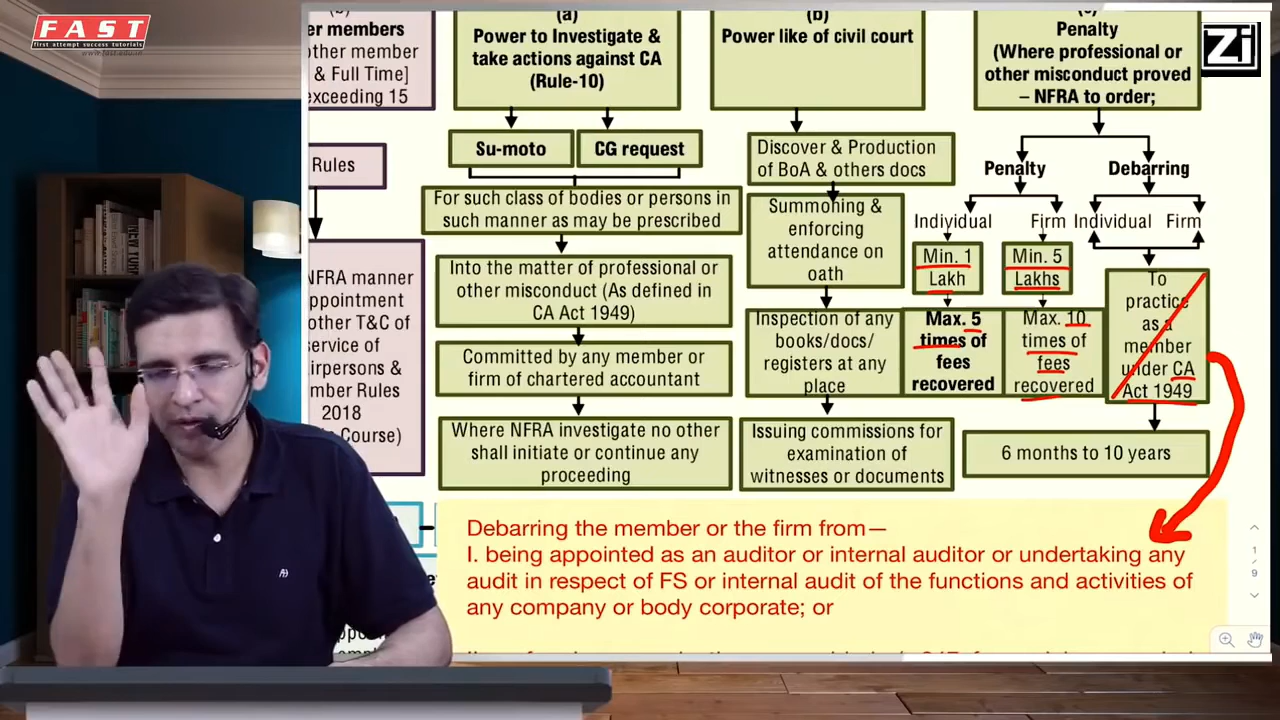 FAST
first attempt success tutorials
www.fast.edu.in
Zi
er members
other member
& Full Time]
exceeding 15
Rules
NFRA manner
appointment
other T&C of
service of
irpersons &
mber Rules
2018
Course)
(a)
Power to Investigate &
take actions against CA
(Rule-10)
Su-moto
CG request
For such class of bodies or persons in
such manner as may be prescribed
Into the matter of professional or
other misconduct (As defined in
CA Act 1949)
Committed by any member or
firm of chartered accountant
Where NFRA investigate no other
shall initiate or continue any
proceeding
(b)
Power like of civil court
Discover & Production
of BoA & others docs
Summoning &
enforcing
attendance on
oath
Inspection of any
books/docs/
registers at any
place
Issuing commissions for
examination of
witnesses or documents
Penalty
(Where professional or
other misconduct proved
– NFRA to order;
Penalty
Debarring
Individual
Firm
Individual
Firm
Min. 1
Lakh
Min. 5
Lakhs
Max. 5
times of
fees
recovered
Max. 10
times of
fees
recovered
To
practice
as a
member
under CA
Act 1949
6 months to 10 years
Debarring the member or the firm from—
I. being appointed as an auditor or internal auditor or undertaking any
audit in respect of FS or internal audit of the functions and activities of
any company or body corporate; or
1
/
9